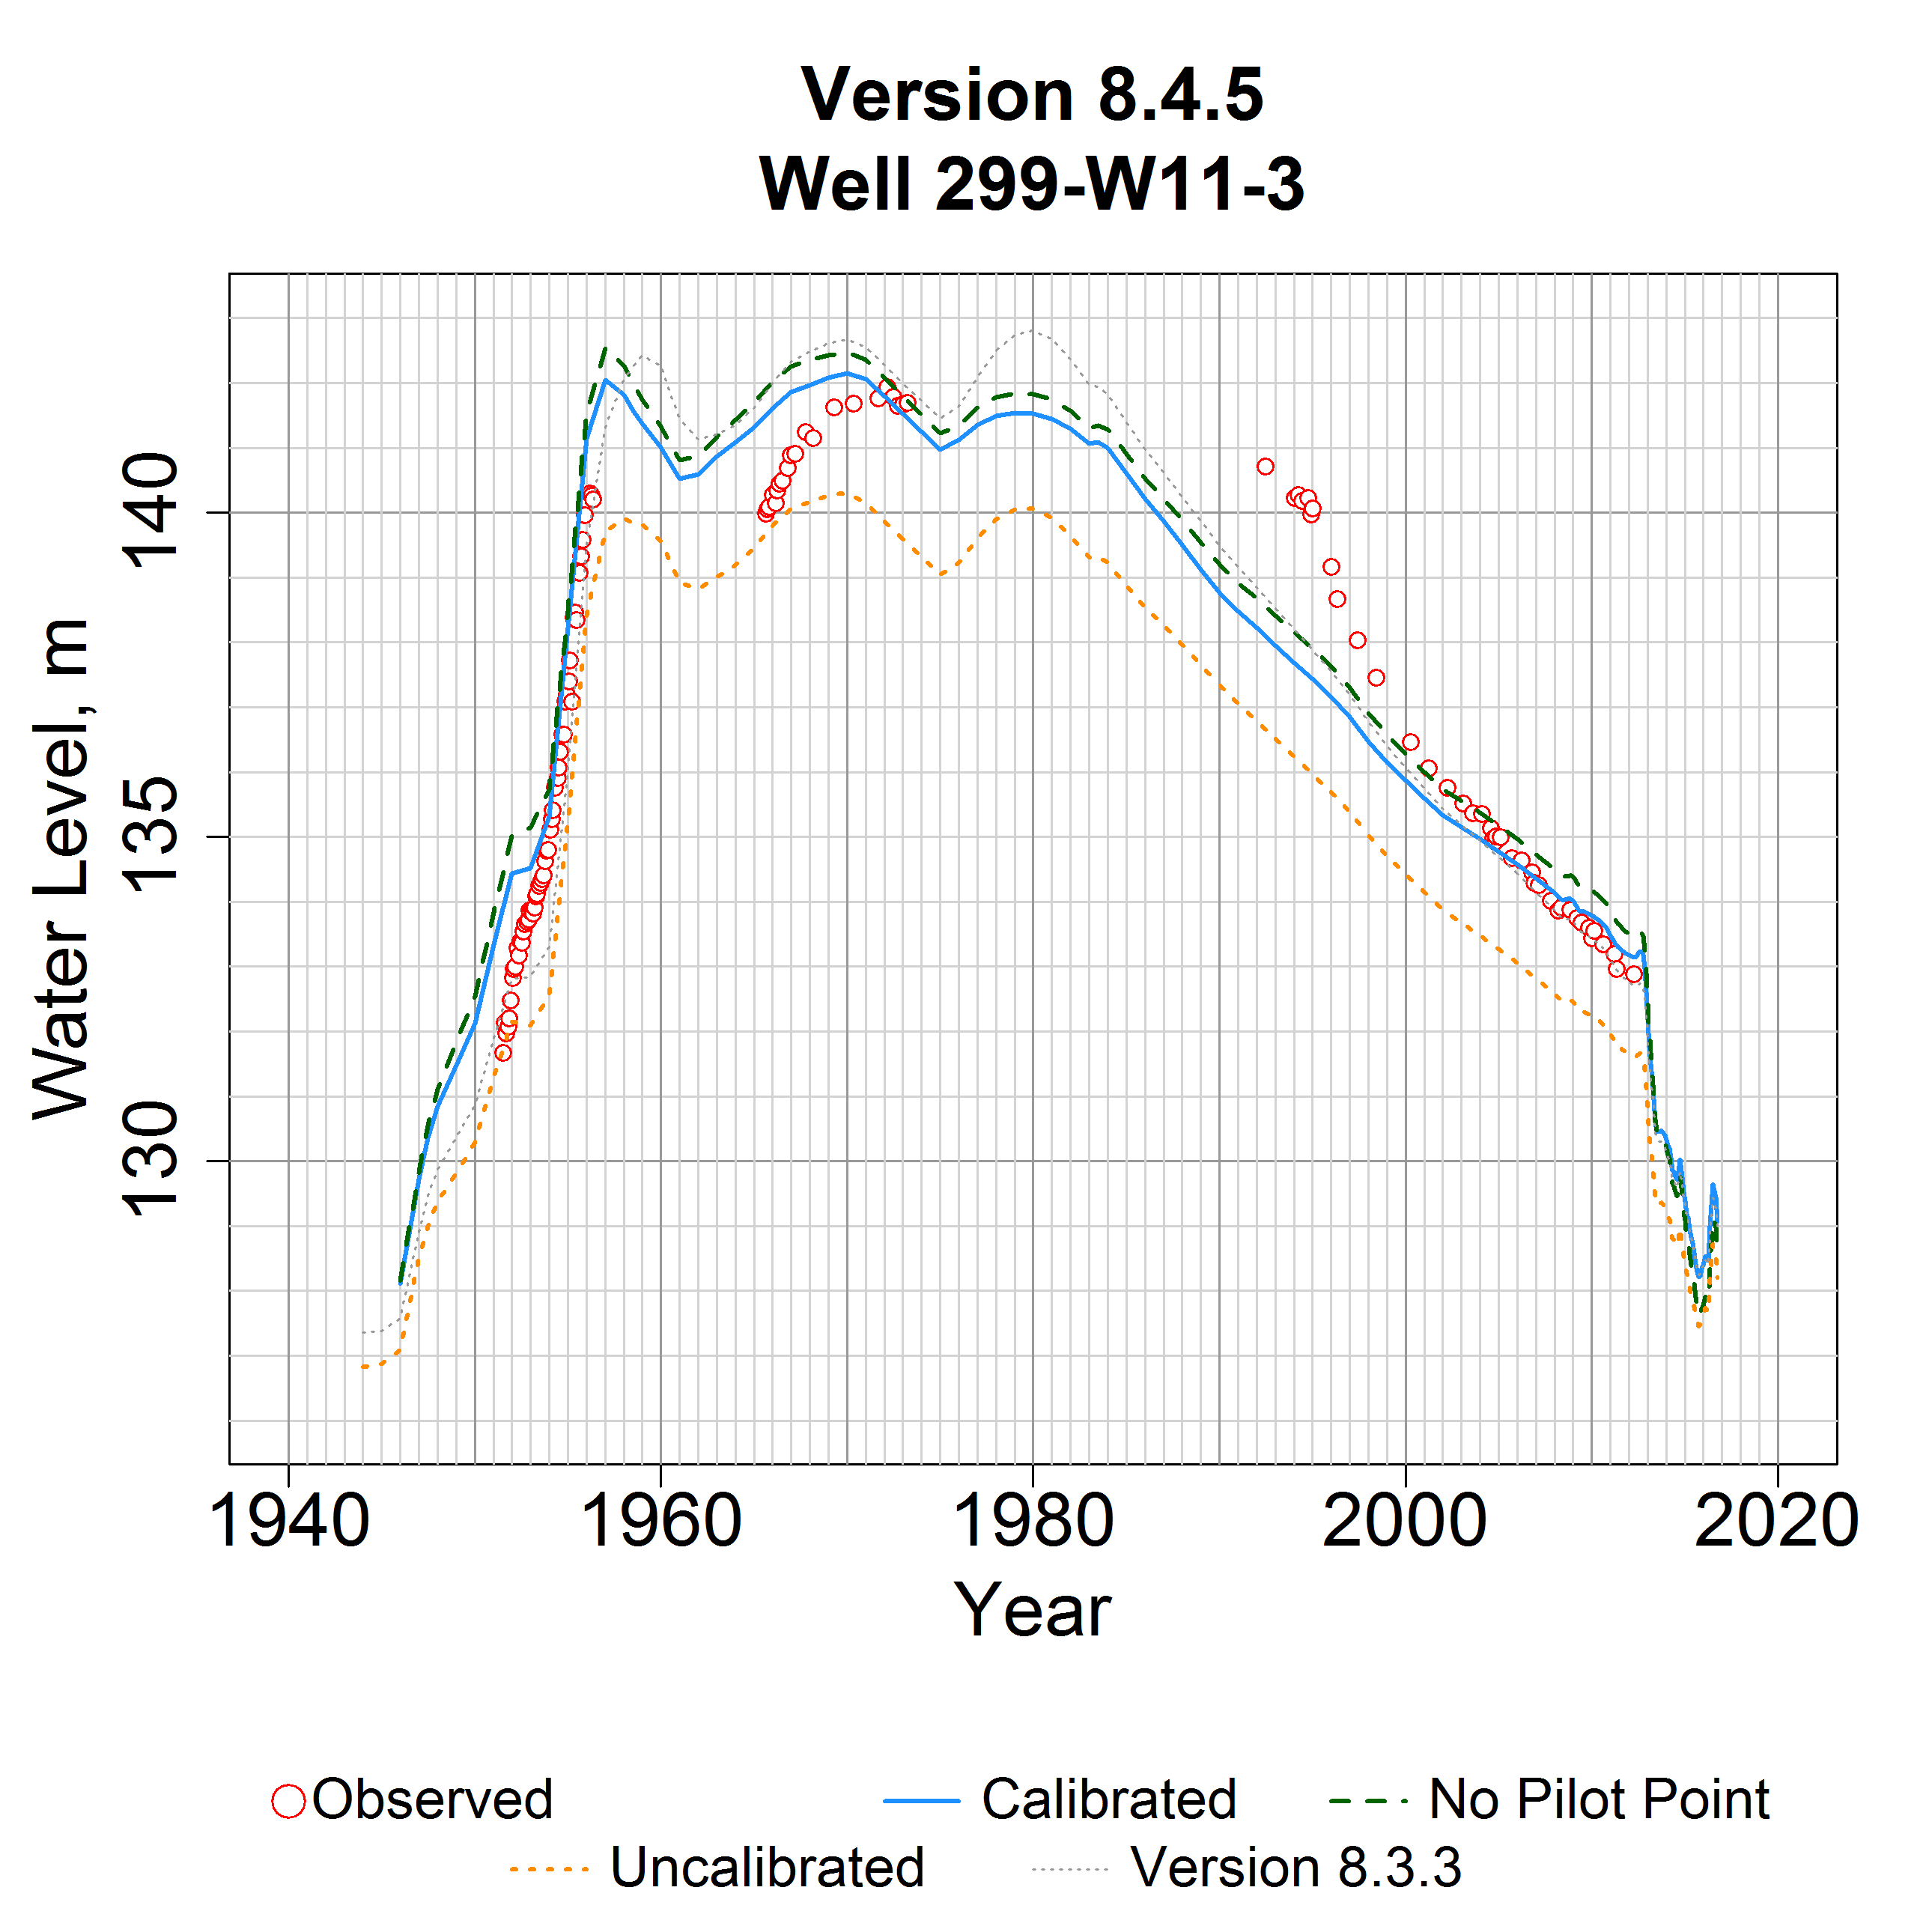 Version 8.4.5
Well 299-W11-3
Water Level, m
140
135
130
1940 1960 1980 2000 2020
Year
Observed Calibrated No Pilot Point
Uncalibrated Version 8.3.3